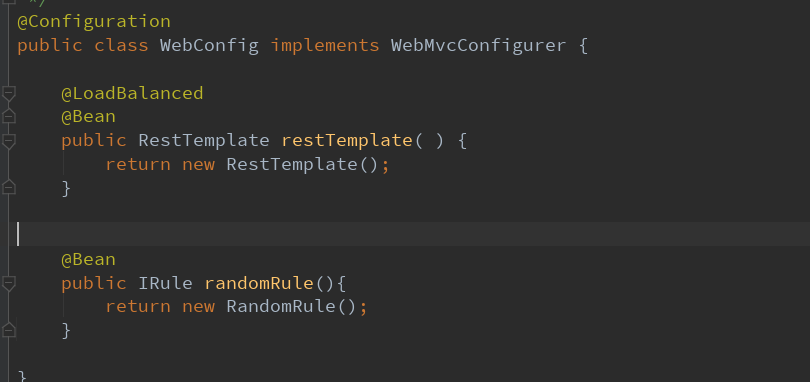 */
@Configuration
public class WebConfig implements WebMvcConfigurer {
@LoadBalanced
@Bean
public RestTemplate restTemplate( ) {
return new RestTemplate();
}
@Bean
public IRule randomRule(){
return new RandomRule();
}
}